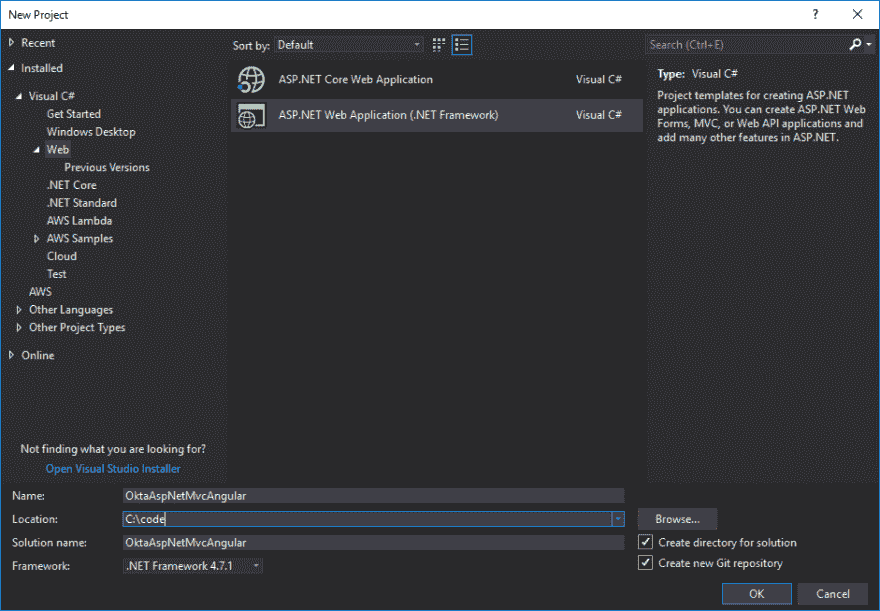 New Project
?
Recent
Installed
Visual C#
Get Started
Windows Desktop
Web
Previous Versions
.NET Core
.NET Standard
AWS Lambda
AWS Samples
Cloud
Test
AWS
Other Languages
Other Project Types
Online
Not finding what you are looking for?
Open Visual Studio Installer
Sort by: Default
ASP.NET Core Web Application Visual C#
ASP.NET Web Application (.NET Framework) Visual C#
Search (Ctrl+E)
Type: Visual C#
Project templates for creating ASP.NET
applications. You can create ASP.NET Web
Forms, MVC, or Web API applications and
add many other features in ASP.NET.
Name: OktaAspNetMvcAngular
Location: C:\code
Browse...
Solution name: OktaAspNetMvcAngular
Create directory for solution
Framework: .NET Framework 4.7.1
Create new Git repository
OK
Cancel